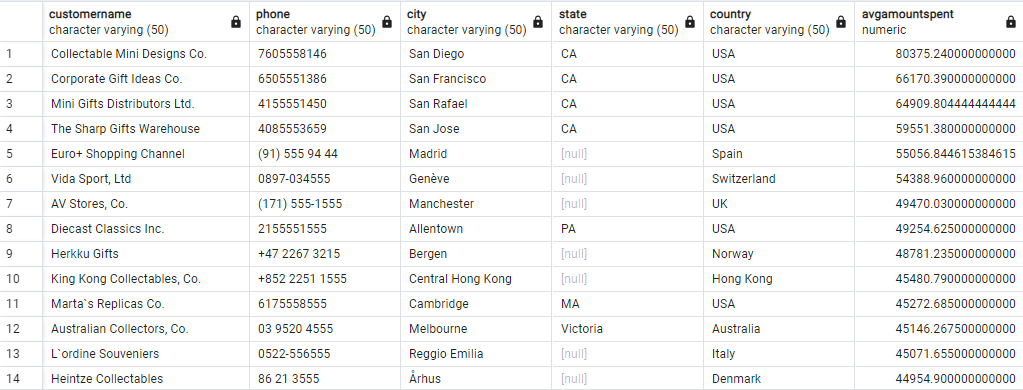 customername phone city state country avgamountspent
character varying (50) character varying (50) character varying (50) character varying (50) character varying (50) numeric
1 Collectable Mini Designs Co. 7605558146 San Diego CA USA 80375.240000000000
2 Corporate Gift Ideas Co. 6505551386 San Francisco CA USA 66170.390000000000
3 Mini Gifts Distributors Ltd. 4155551450 San Rafael CA USA 64909.804444444444
4 The Sharp Gifts Warehouse 4085553659 San Jose CA USA 59551.380000000000
5 Euro+ Shopping Channel (91) 555 94 44 Madrid [null] Spain 55056.844615384615
6 Vida Sport, Ltd 0897-034555 Genève [null] Switzerland 54388.960000000000
7 AV Stores, Co. (171) 555-1555 Manchester [null] UK 49470.030000000000
8 Diecast Classics Inc. 2155551555 Allentown PA USA 49254.625000000000
9 Herkku Gifts +47 2267 3215 Bergen [null] Norway 48781.235000000000
10 King Kong Collectables, Co. +852 2251 1555 Central Hong Kong [null] Hong Kong 45480.790000000000
11 Marta`s Replicas Co. 6175558555 Cambridge MA USA 45272.685000000000
12 Australian Collectors, Co. 03 9520 4555 Melbourne Victoria Australia 45146.267500000000
13 L`ordine Souveniers 0522-556555 Reggio Emilia [null] Italy 45071.655000000000
14 Heintze Collectables 86 21 3555 Århus [null] Denmark 44954.900000000000